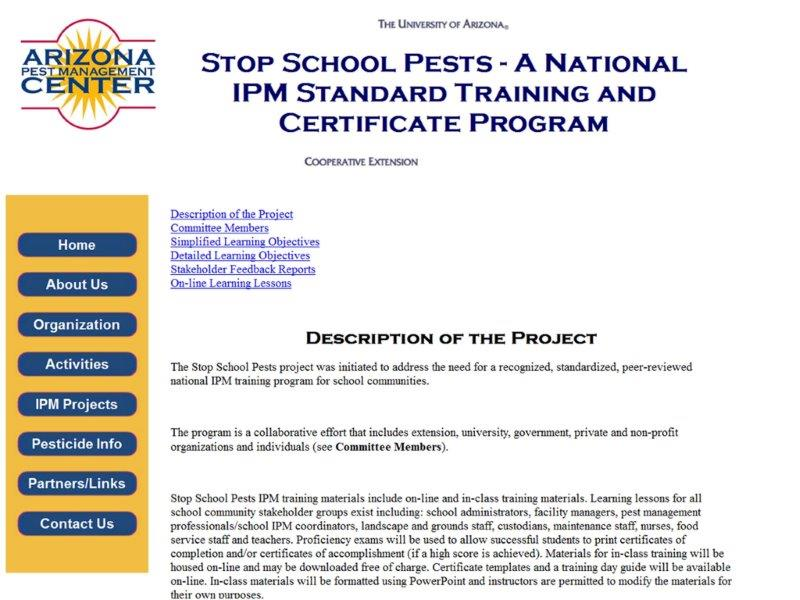 THE UNIVERSITY OF ARIZONA®
ARIZONA
PEST MANAGEMENT
CENTER
STOP SCHOOL PESTS - A NATIONAL
IPM STANDARD TRAINING AND
CERTIFICATE PROGRAM
COOPERATIVE EXTENSION
Home
About Us
Organization
Activities
IPM Projects
Pesticide Info
Partners/Links
Contact Us
Description of the Project
Committee Members
Simplified Learning Objectives
Detailed Learning Objectives
Stakeholder Feedback Reports
On-line Learning Lessons
DESCRIPTION OF THE PROJECT
The Stop School Pests project was initiated to address the need for a recognized, standardized, peer-reviewed
national IPM training program for school communities.
The program is a collaborative effort that includes extension, university, government, private and non-profit
organizations and individuals (see Committee Members).
Stop School Pests IPM training materials include on-line and in-class training materials. Learning lessons for all
school community stakeholder groups exist including: school administrators, facility managers, pest management
professionals/school IPM coordinators, landscape and grounds staff, custodians, maintenance staff, nurses, food
service staff and teachers. Proficiency exams will be used to allow successful students to print certificates of
completion and/or certificates of accomplishment (if a high score is achieved). Materials for in-class training will be
housed on-line and may be downloaded free of charge. Certificate templates and a training day guide will be available
on-line. In-class materials will be formatted using PowerPoint and instructors are permitted to modify the materials for
their own purposes.